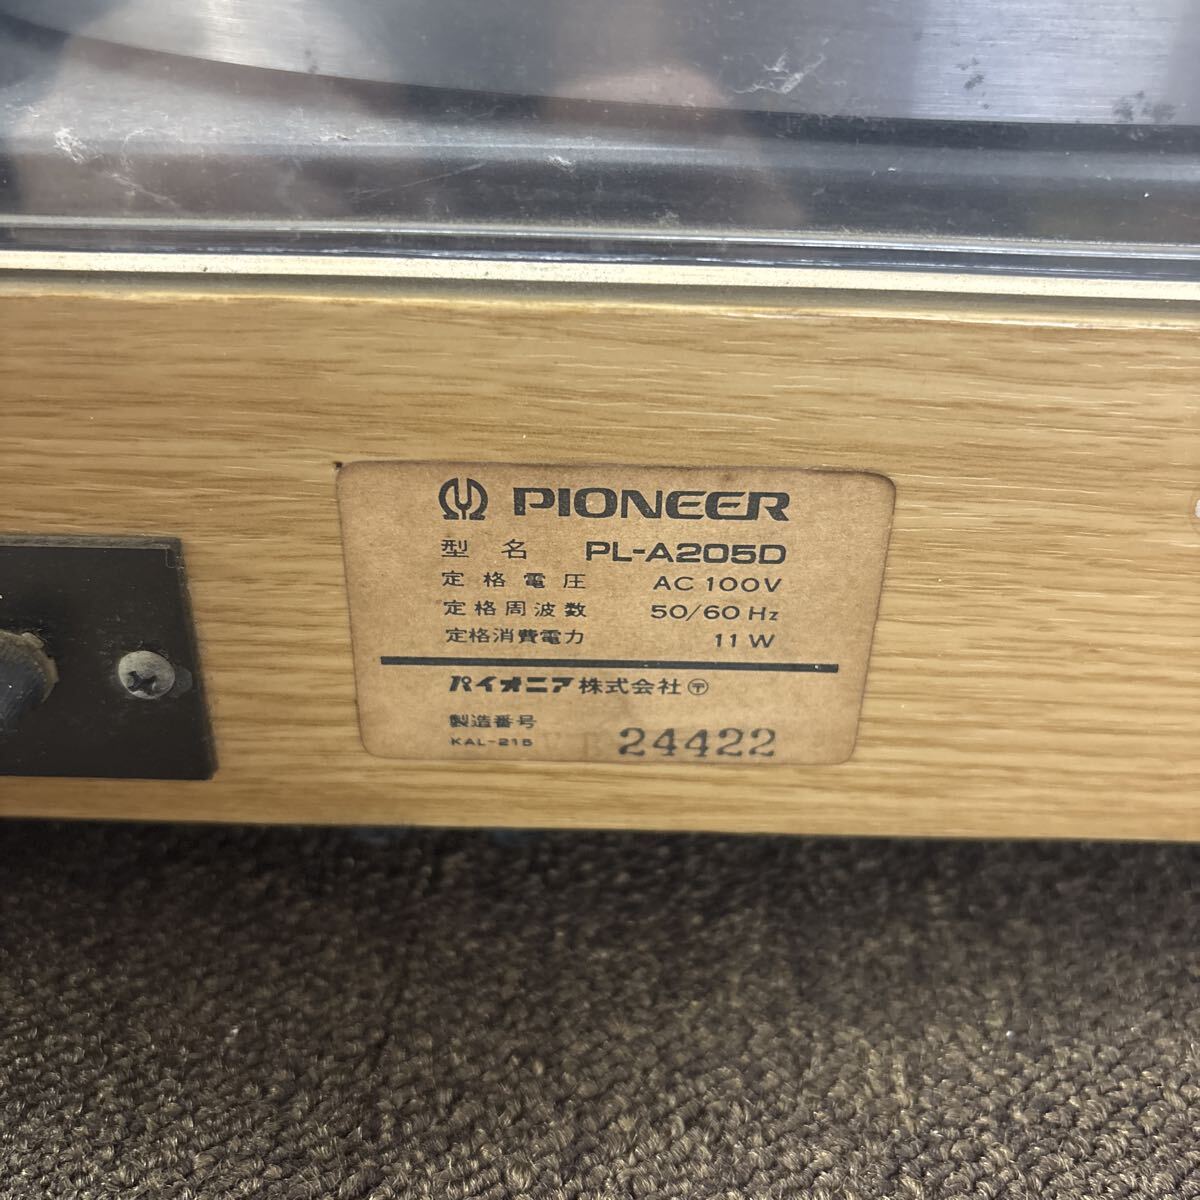 PIONEER
型名 PL-A205D
定格電圧 AC 100V
定格周波数 50/60 Hz
定格消費電力 11 W
パイオニア株式会社 〒
製造番号
KAL-215 24422